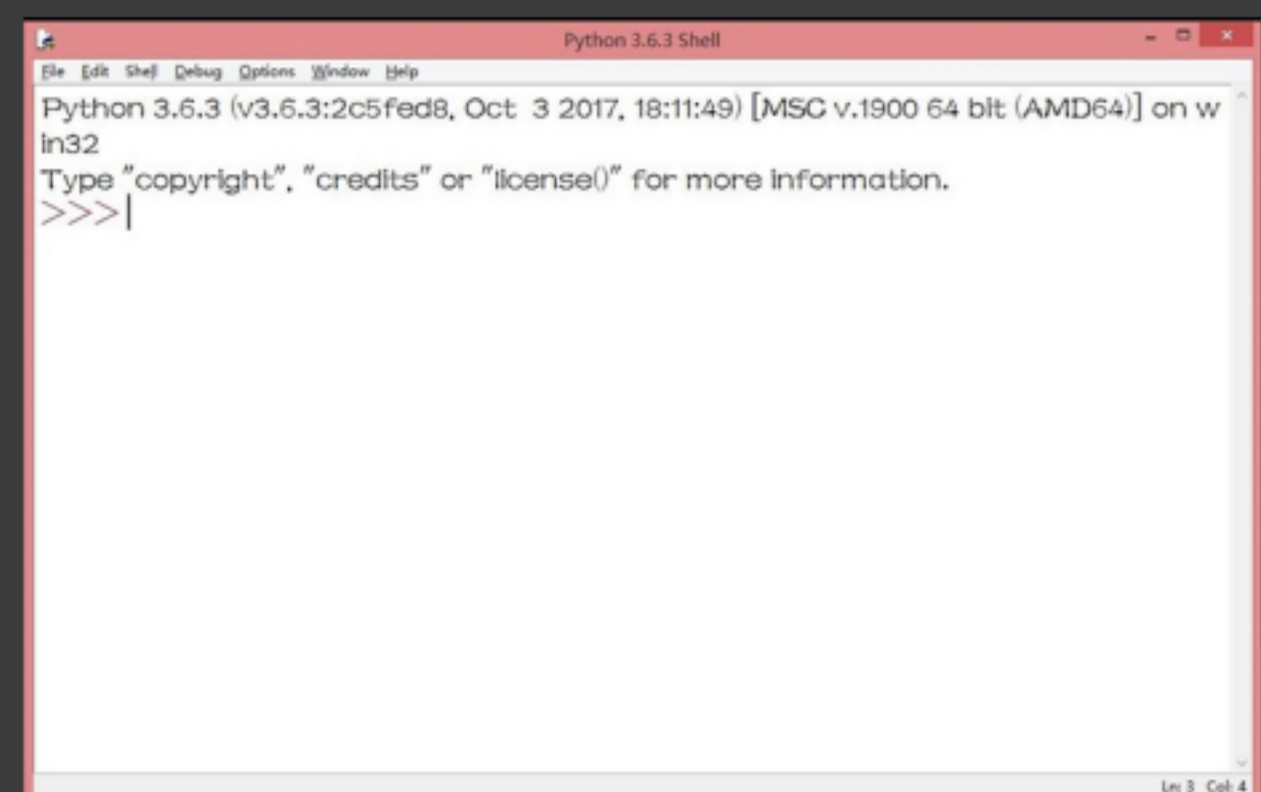 Python 3.6.3 Shell
File Edit Shell Debug Options Window Help
Python 3.6.3 (v3.6.3:2c5fed8, Oct  3 2017, 18:11:49) [MSC v.1900 64 bit (AMD64)] on w
in32
Type "copyright", "credits" or "license()" for more information.
>>>
Ln: 3 Col: 4